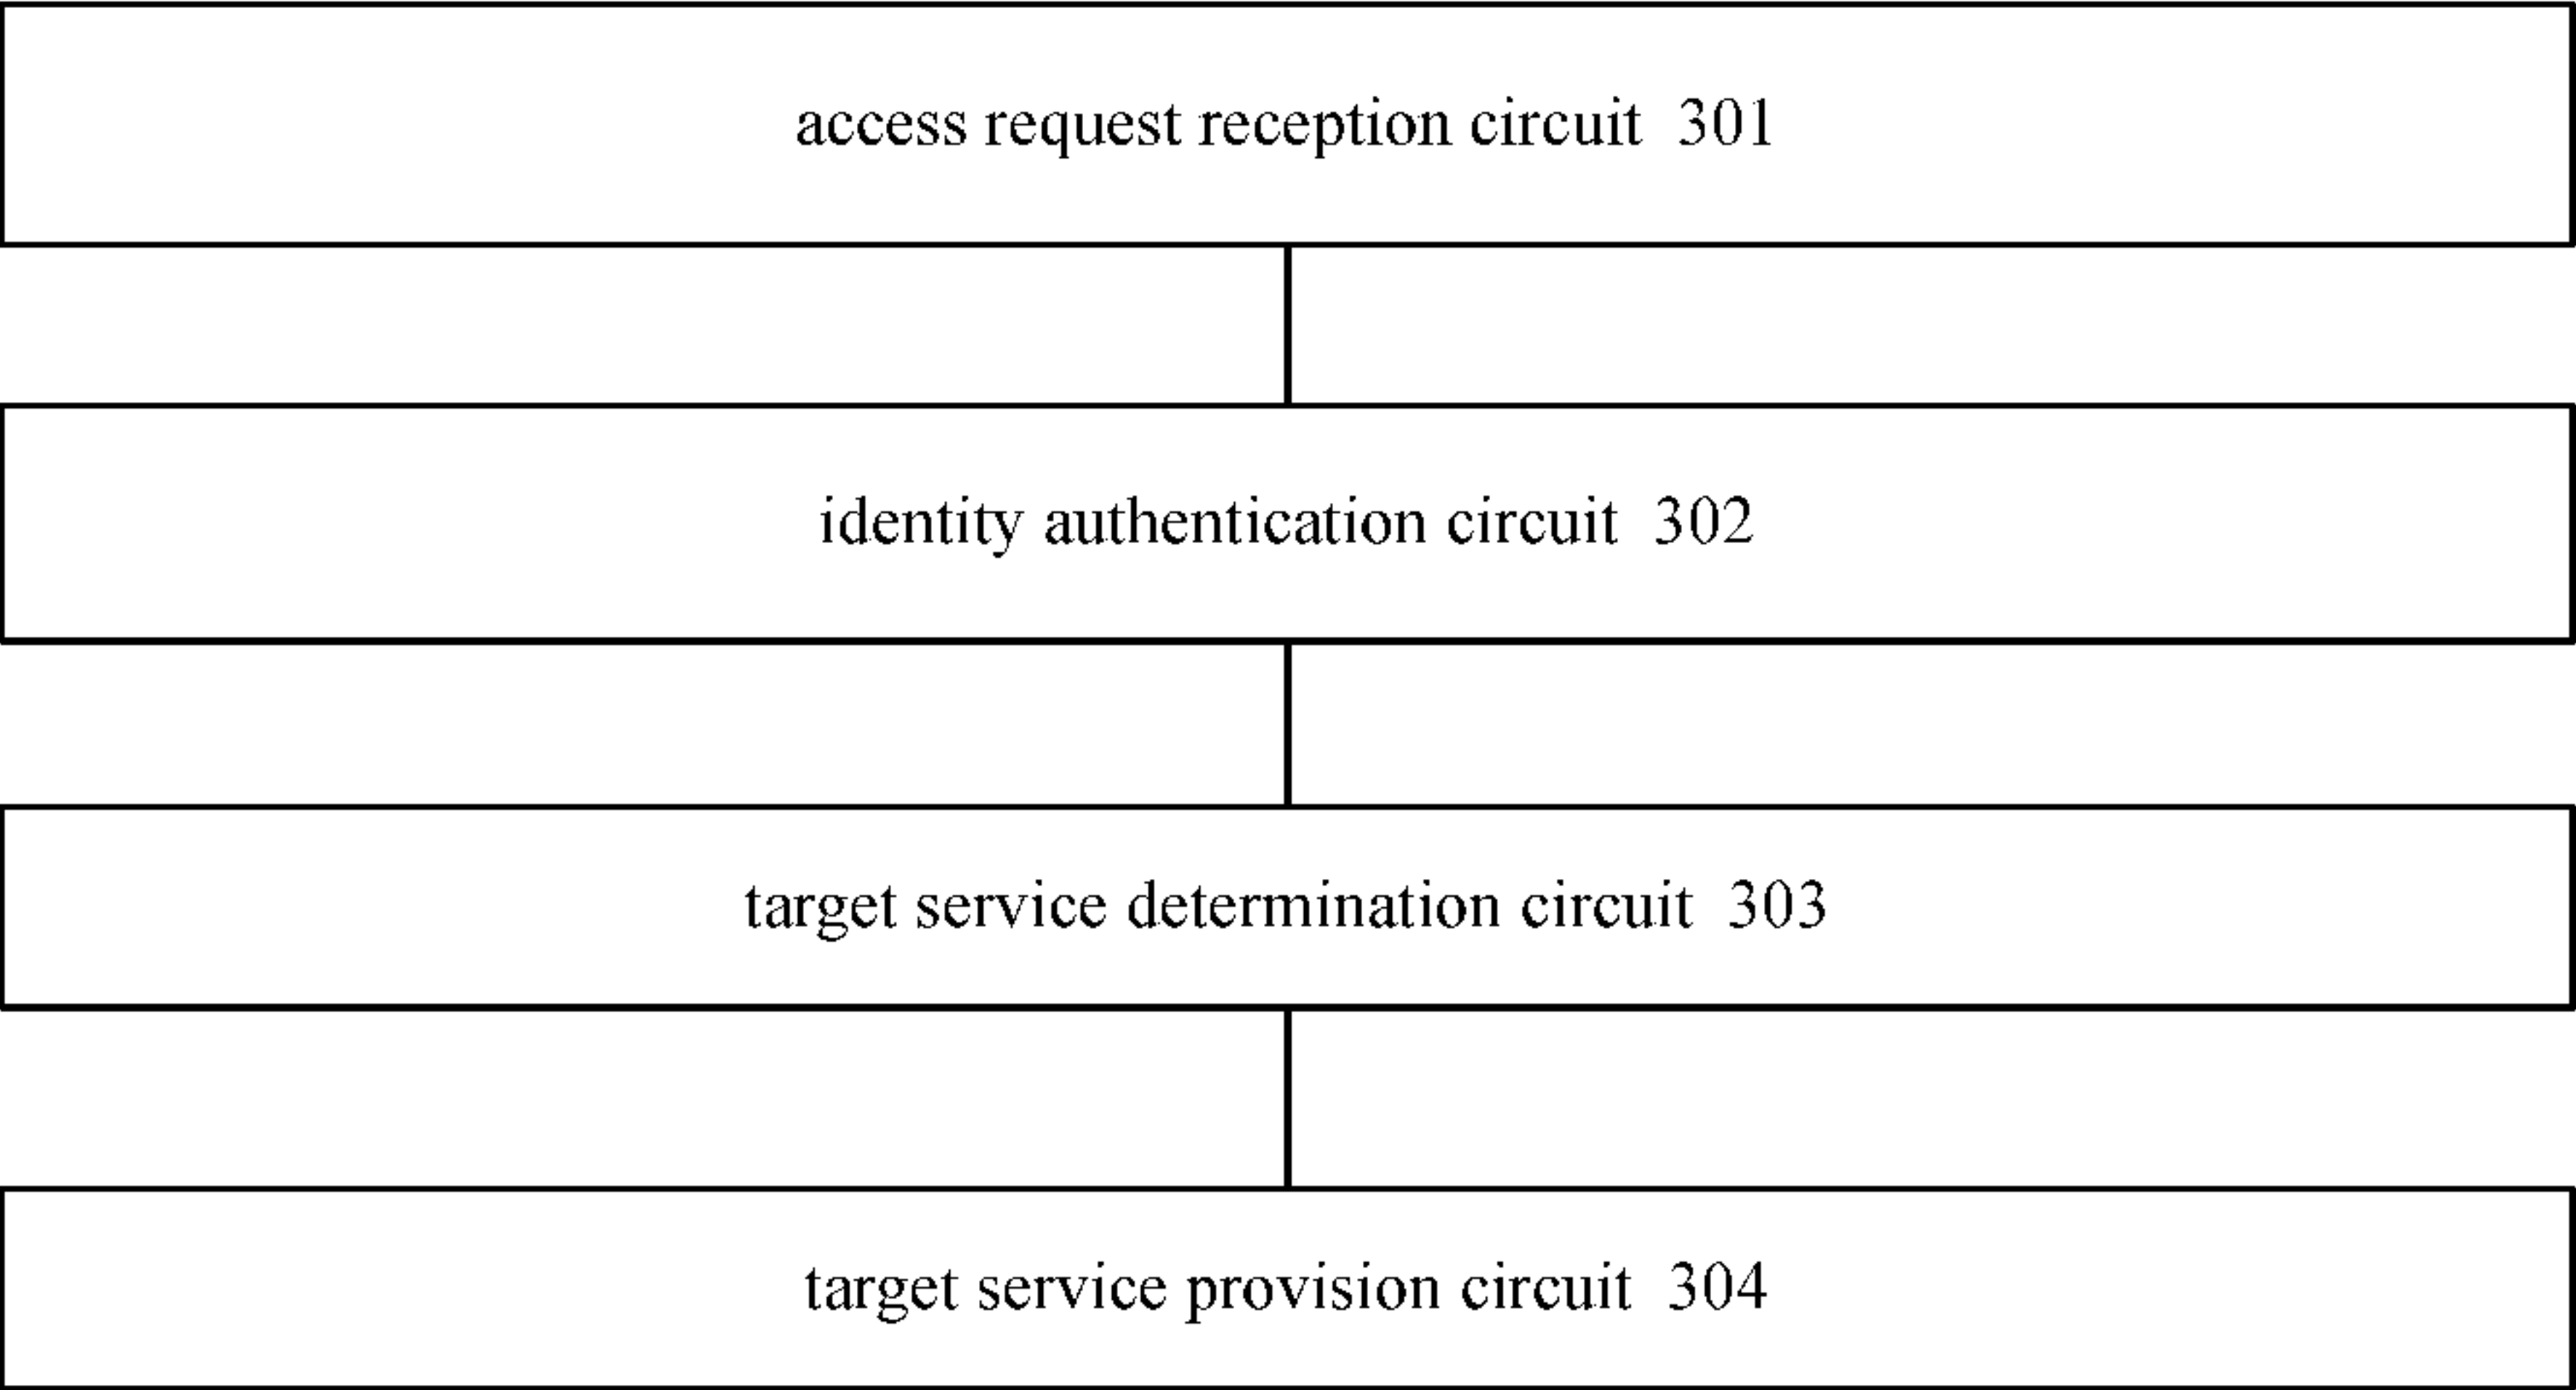 access request reception circuit 301
identity authentication circuit 302
target service determination circuit 303
target service provision circuit 304